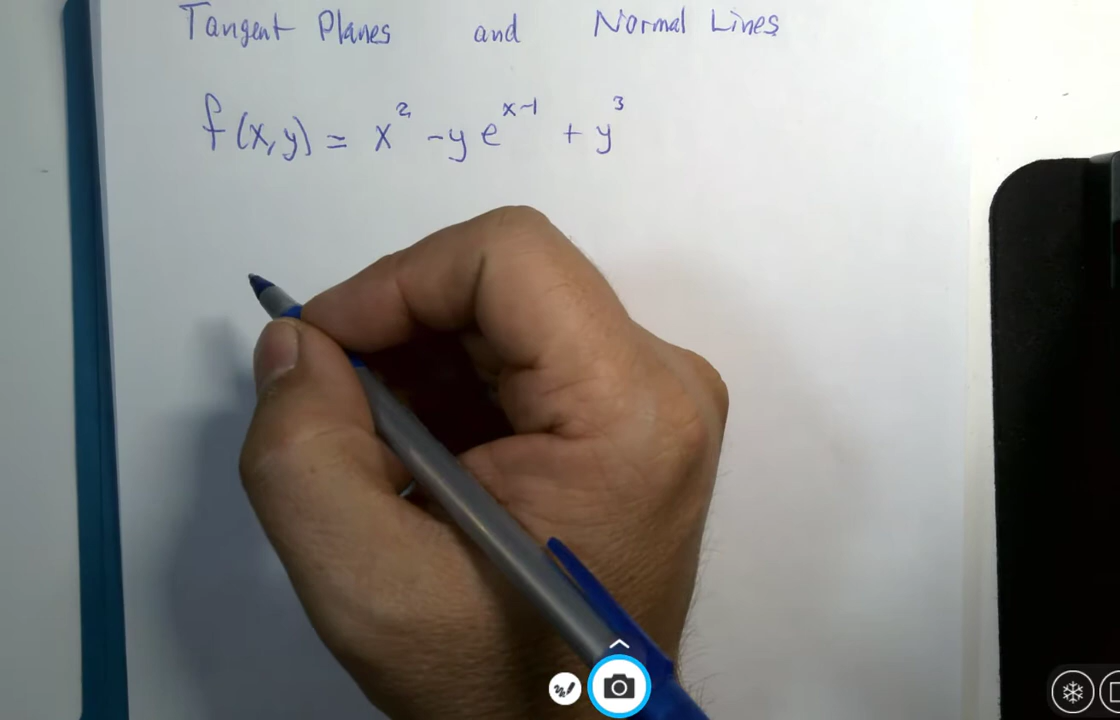 Tangent Planes and Normal Lines
f(x,y) = x² - y e^(x-1) + y³